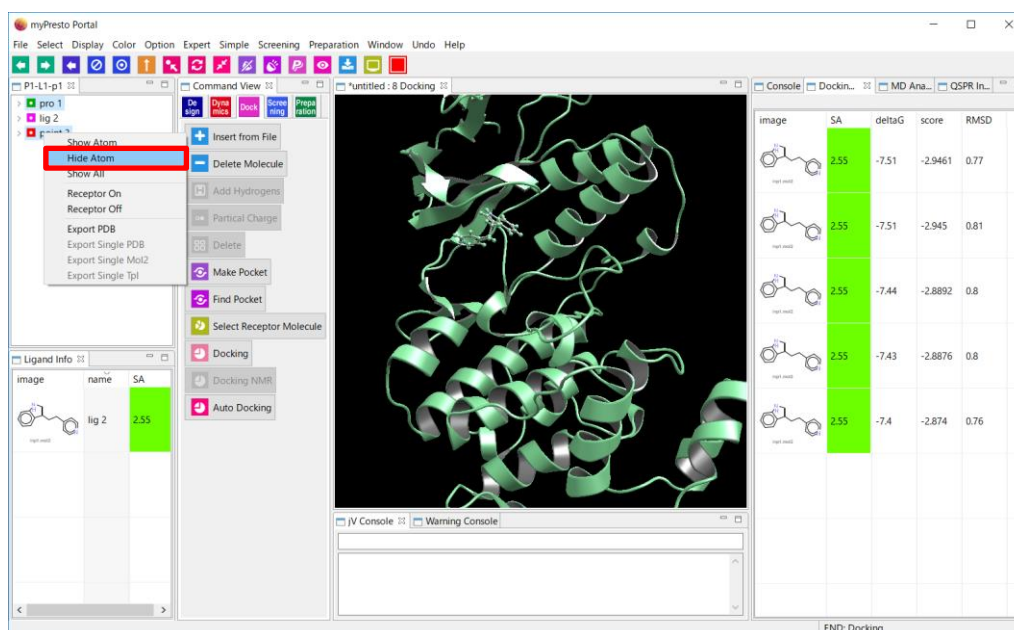 myPresto Portal
File Select Display Color Option Expert Simple Screening Preparation Window Undo Help
P1-L1-p1
pro 1
lig 2
Show Atom
Hide Atom
Show All
Receptor On
Receptor Off
Export PDB
Export Single PDB
Export Single Mol2
Export Single Tpl
Ligand Info
image name SA
lig 2 2.55
Command View
De sign
Dyna mics
Dock
Scree ning
Prepa ration
Insert from File
Delete Molecule
Add Hydrogens
Partical Charge
Delete
Make Pocket
Find Pocket
Select Receptor Molecule
Docking
Docking NMR
Auto Docking
*untitled : 8 Docking
jV Console Warning Console
Console Dockin... MD Ana... QSPR In...
image SA deltaG score RMSD
2.55 -7.51 -2.9461 0.77
2.55 -7.51 -2.945 0.81
2.55 -7.44 -2.8892 0.8
2.55 -7.43 -2.8876 0.8
2.55 -7.4 -2.874 0.76
END: Docking